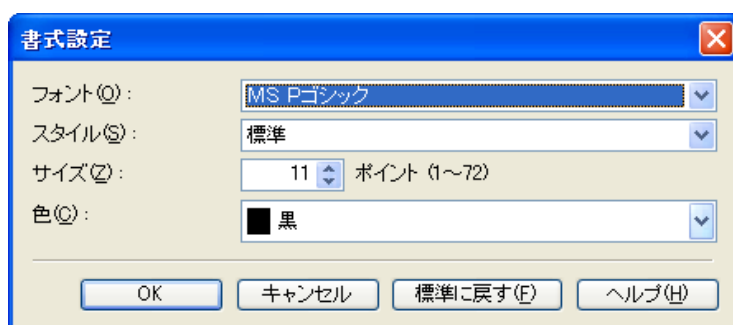 書式設定
フォント(O):
MS Pゴシック
スタイル(S):
標準
サイズ(Z):
11 ポイント (1～72)
色(C):
黒
OK キャンセル 標準に戻す(F) ヘルプ(H)